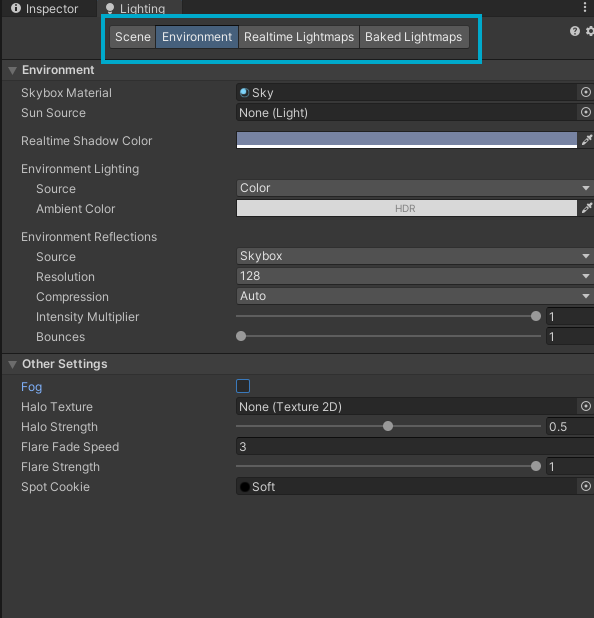 Inspector Lighting
Scene Environment Realtime Lightmaps Baked Lightmaps
Environment
Skybox Material Sky
Sun Source None (Light)
Realtime Shadow Color
Environment Lighting
Source Color
Ambient Color HDR
Environment Reflections
Source Skybox
Resolution 128
Compression Auto
Intensity Multiplier 1
Bounces 1
Other Settings
Fog
Halo Texture None (Texture 2D)
Halo Strength 0.5
Flare Fade Speed 3
Flare Strength 1
Spot Cookie Soft